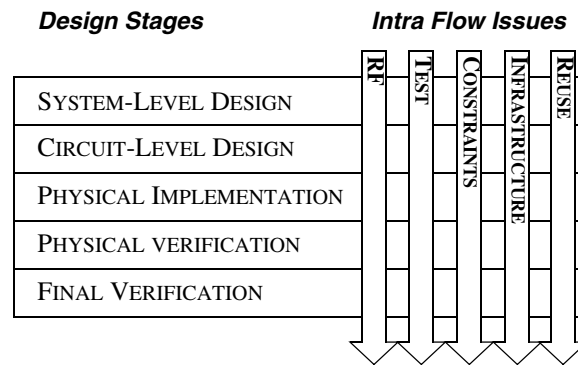 Design Stages Intra Flow Issues
RF
TEST
CONSTRAINTS
INFRASTRUCTURE
REUSE
SYSTEM-LEVEL DESIGN
CIRCUIT-LEVEL DESIGN
PHYSICAL IMPLEMENTATION
PHYSICAL VERIFICATION
FINAL VERIFICATION